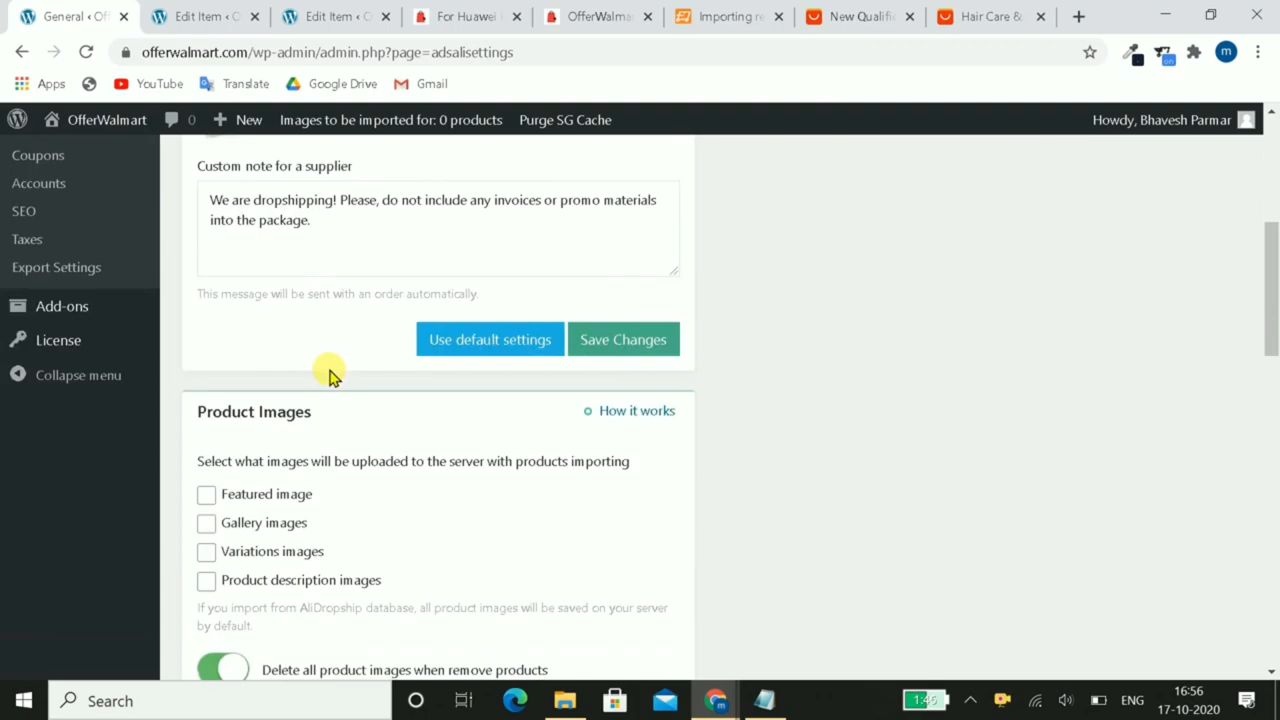 General ‹ Off
Edit Item ‹ O
Edit Item ‹ O
For Huawei
OfferWalma
Importing re
New Qualifi
Hair Care &
offerwalmart.com/wp-admin/admin.php?page=adsalisettings
m
on
Apps
YouTube
Translate
Google Drive
Gmail
OfferWalmart
0
New
Images to be imported for: 0 products
Purge SG Cache
Howdy, Bhavesh Parmar
Coupons
Accounts
SEO
Taxes
Export Settings
Add-ons
License
Collapse menu
Custom note for a supplier
We are dropshipping! Please, do not include any invoices or promo materials
into the package.
This message will be sent with an order automatically.
Use default settings
Save Changes
Product Images
How it works
Select what images will be uploaded to the server with products importing
Featured image
Gallery images
Variations images
Product description images
If you import from AliDropship database, all product images will be saved on your server
by default.
Delete all product images when remove products
Search
1:46
ENG
16:56
17-10-2020